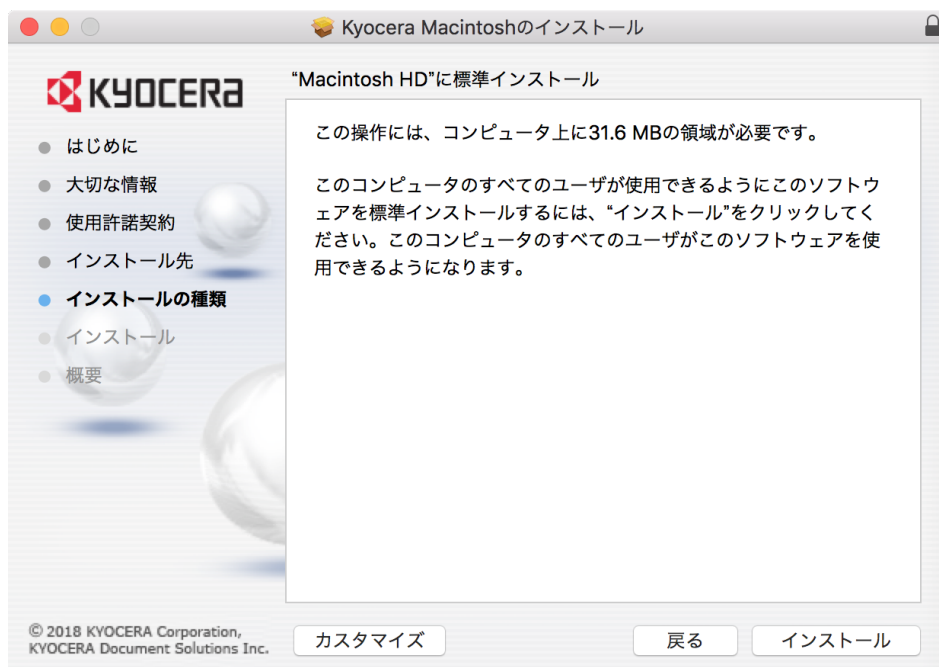 Kyocera Macintoshのインストール
KYOCERA
はじめに
大切な情報
使用許諾契約
インストール先
インストールの種類
インストール
概要
“Macintosh HD”に標準インストール
この操作には、コンピュータ上に31.6 MBの領域が必要です。
このコンピュータのすべてのユーザが使用できるようにこのソフトウ
ェアを標準インストールするには、“インストール”をクリックしてく
ださい。このコンピュータのすべてのユーザがこのソフトウェアを使
用できるようになります。
© 2018 KYOCERA Corporation,
KYOCERA Document Solutions Inc.
カスタマイズ
戻る
インストール